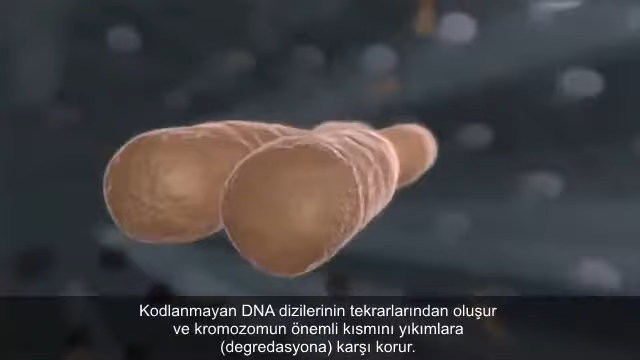 Kodlanmayan DNA dizilerinin tekrarlarından oluşur
ve kromozomun önemli kısmını yıkımlara
(degredasyona) karşı korur.